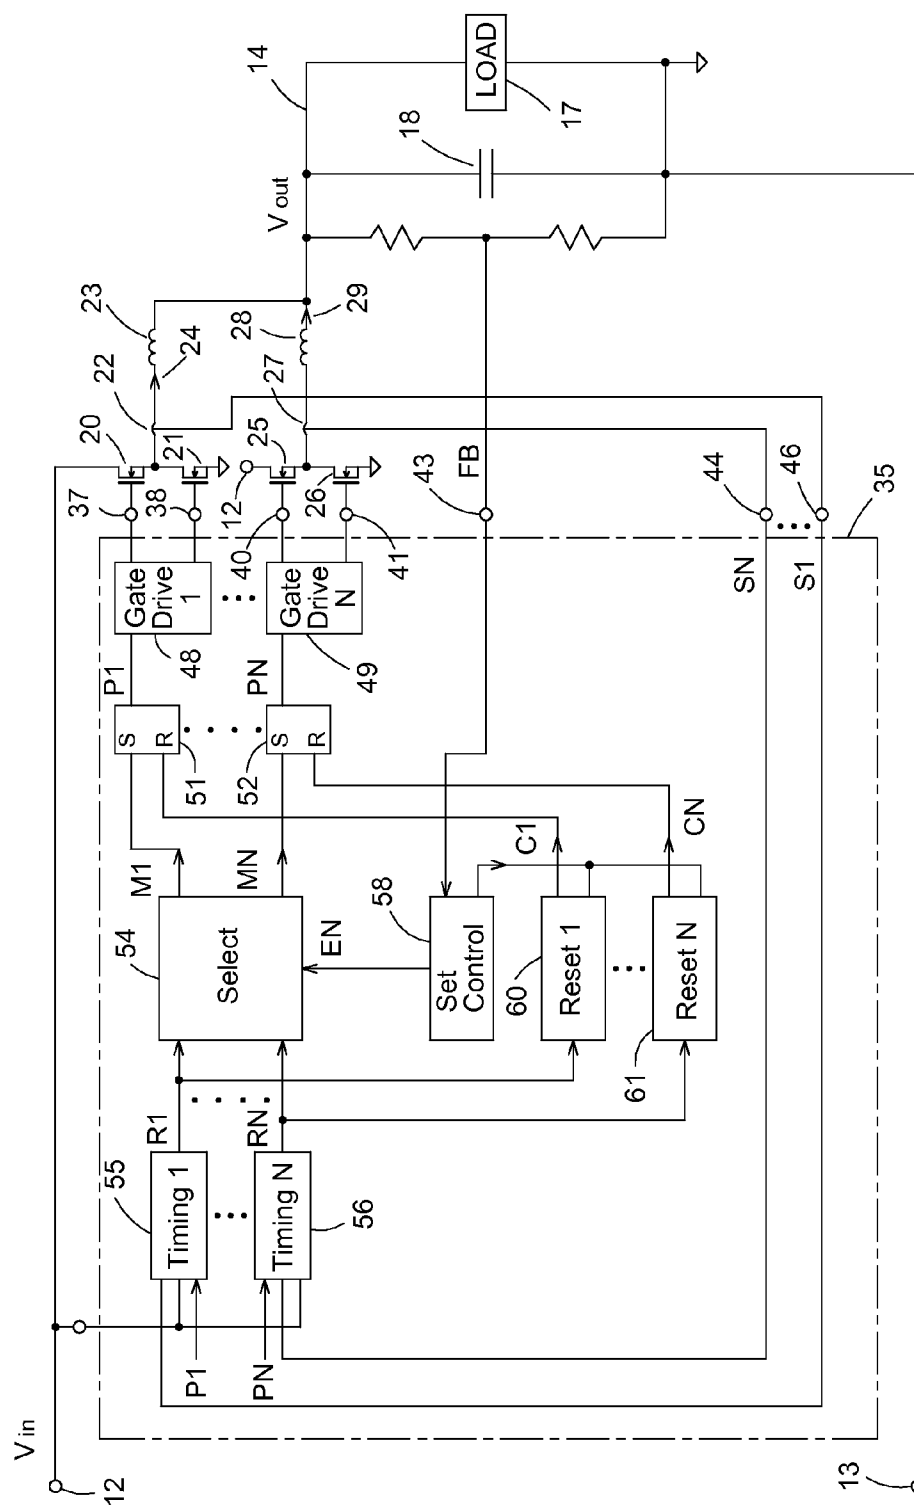 Vin
12
13
35
P1
PN
55
Timing 1
Timing N
56
R1
RN
54
Select
M1
MN
EN
58
Set
Control
60
Reset 1
61
Reset N
C1
CN
S
R
51
S
R
52
P1
PN
Gate
Drive
1
48
Gate
Drive
N
49
37
38
12
40
41
20
21
22
23
24
25
26
27
28
29
FB
43
SN
44
S1
46
Vout
14
18
LOAD
17